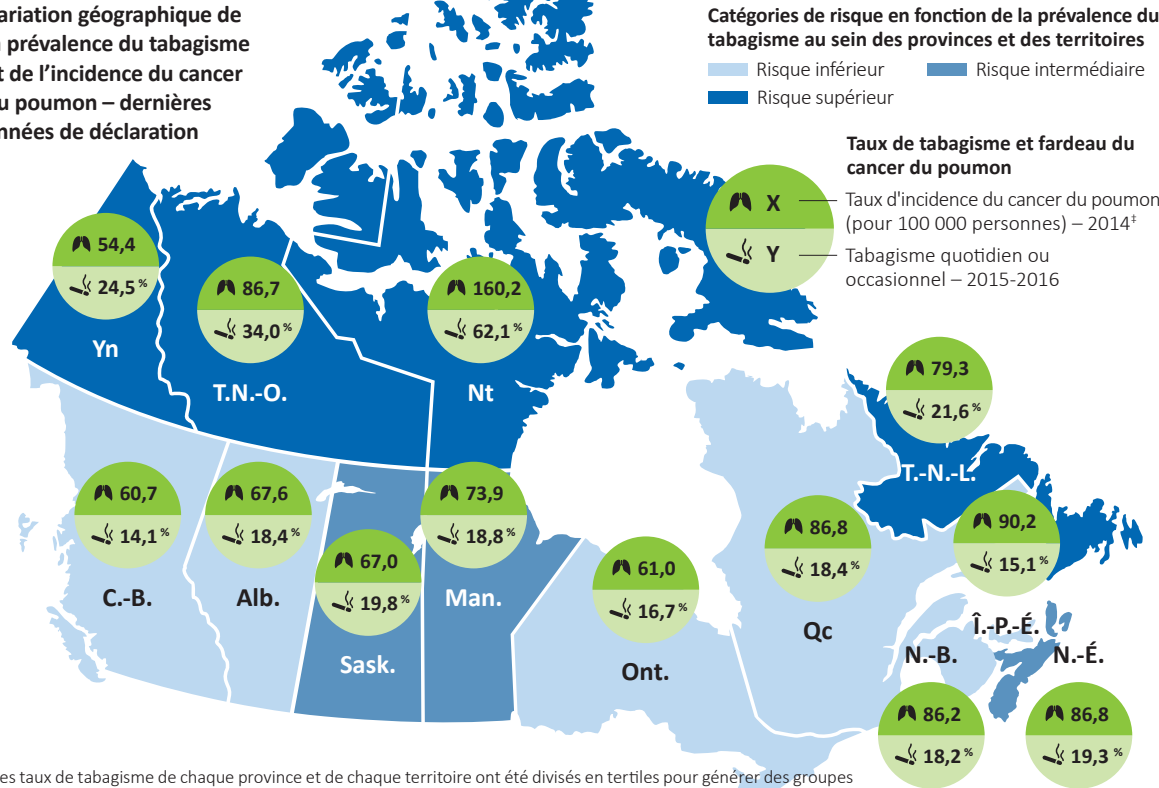 ariation géographique de
prévalence du tabagisme
t de l'incidence du cancer
u poumon – dernières
nnées de déclaration
Catégories de risque en fonction de la prévalence du
tabagisme au sein des provinces et des territoires
Risque inférieur
Risque intermédiaire
Risque supérieur
Taux de tabagisme et fardeau du
cancer du poumon
X
Taux d'incidence du cancer du poumon
(pour 100 000 personnes) – 2014‡
Y
Tabagisme quotidien ou
occasionnel – 2015-2016
54,4
24,5 %
Yn
86,7
34,0 %
T.N.-O.
160,2
62,1 %
Nt
79,3
21,6 %
T.-N.-L.
60,7
14,1 %
C.-B.
67,6
18,4 %
Alb.
67,0
19,8 %
Sask.
73,9
18,8 %
Man.
61,0
16,7 %
Ont.
86,8
18,4 %
Qc
90,2
15,1 %
Î.-P.-É.
N.-B.
86,2
18,2 %
N.-É.
86,8
19,3 %
es taux de tabagisme de chaque province et de chaque territoire ont été divisés en tertiles pour générer des groupes